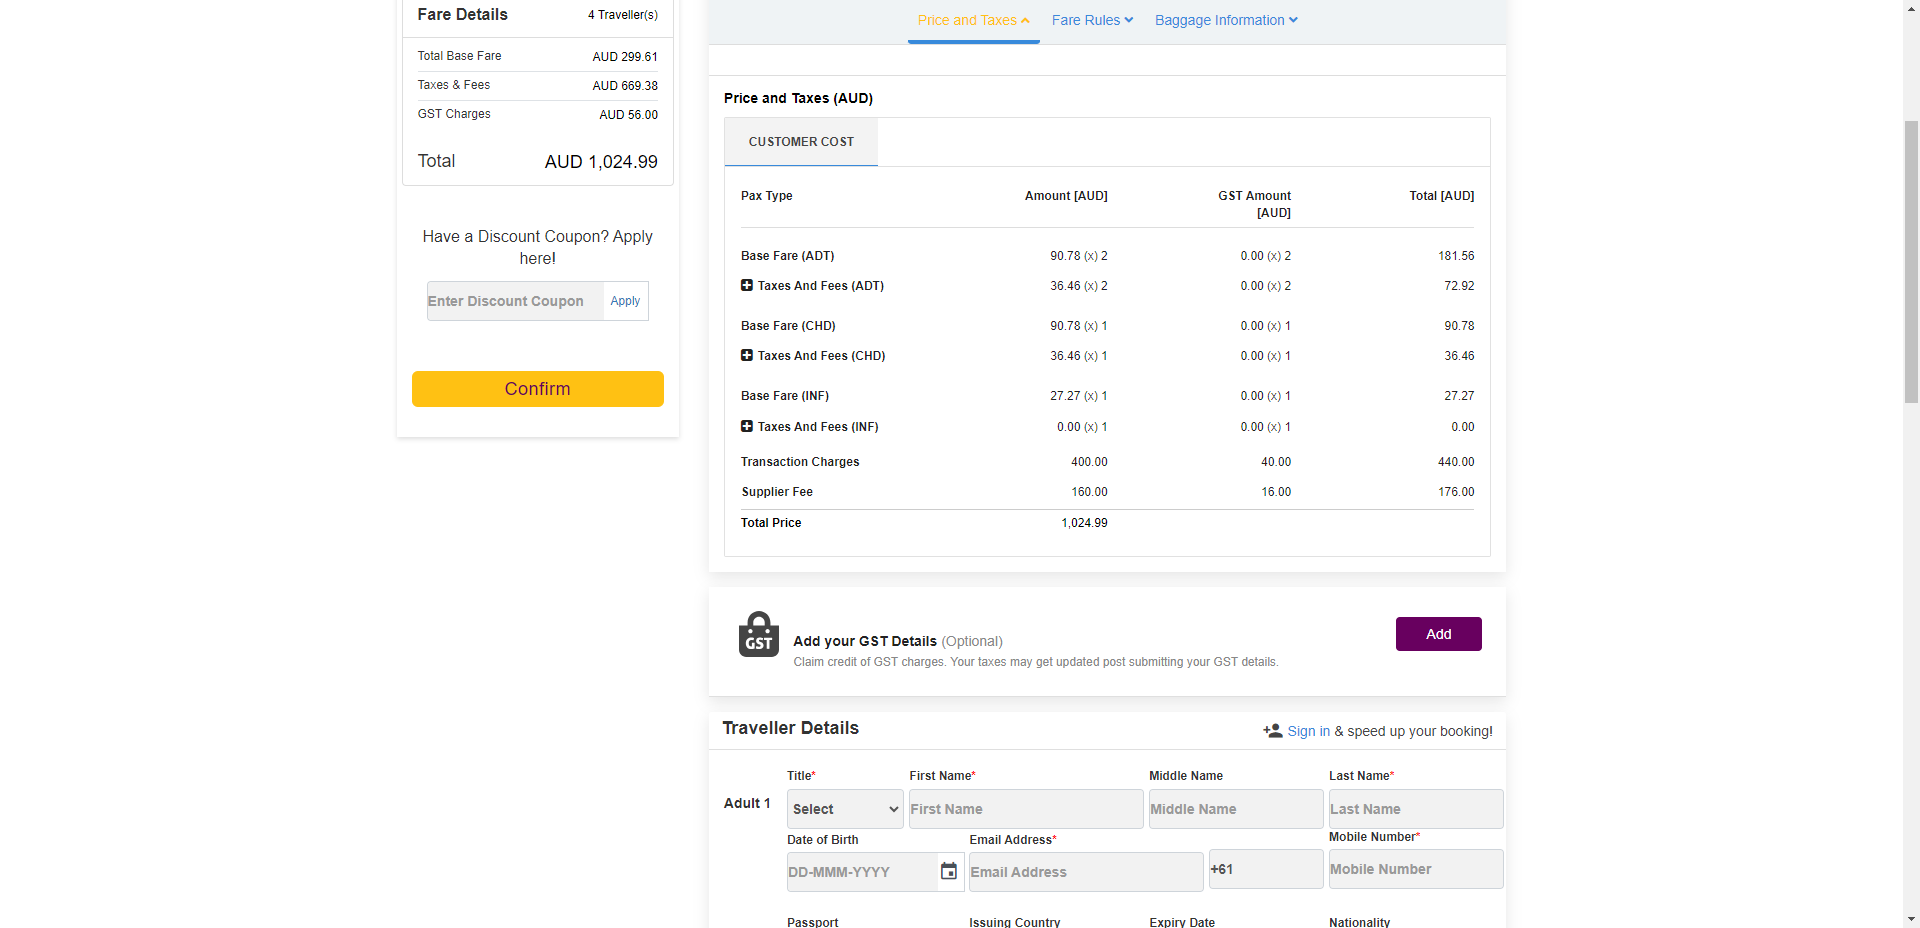 Fare Details 4 Traveller(s)
Total Base Fare AUD 299.61
Taxes & Fees AUD 669.38
GST Charges AUD 56.00
Total AUD 1,024.99
Have a Discount Coupon? Apply
here!
Enter Discount Coupon Apply
Confirm
Price and Taxes Fare Rules Baggage Information
Price and Taxes (AUD)
CUSTOMER COST
Pax Type Amount [AUD] GST Amount Total [AUD]
[AUD]
Base Fare (ADT) 90.78 (x) 2 0.00 (x) 2 181.56
Taxes And Fees (ADT) 36.46 (x) 2 0.00 (x) 2 72.92
Base Fare (CHD) 90.78 (x) 1 0.00 (x) 1 90.78
Taxes And Fees (CHD) 36.46 (x) 1 0.00 (x) 1 36.46
Base Fare (INF) 27.27 (x) 1 0.00 (x) 1 27.27
Taxes And Fees (INF) 0.00 (x) 1 0.00 (x) 1 0.00
Transaction Charges 400.00 40.00 440.00
Supplier Fee 160.00 16.00 176.00
Total Price 1,024.99
GST
Add your GST Details (Optional)
Add
Claim credit of GST charges. Your taxes may get updated post submitting your GST details.
Traveller Details Sign in & speed up your booking!
Title* First Name* Middle Name Last Name*
Adult 1 Select First Name Middle Name Last Name
Date of Birth Email Address* Mobile Number*
DD-MMM-YYYY Email Address +61 Mobile Number
Passport Issuing Country Expiry Date Nationality